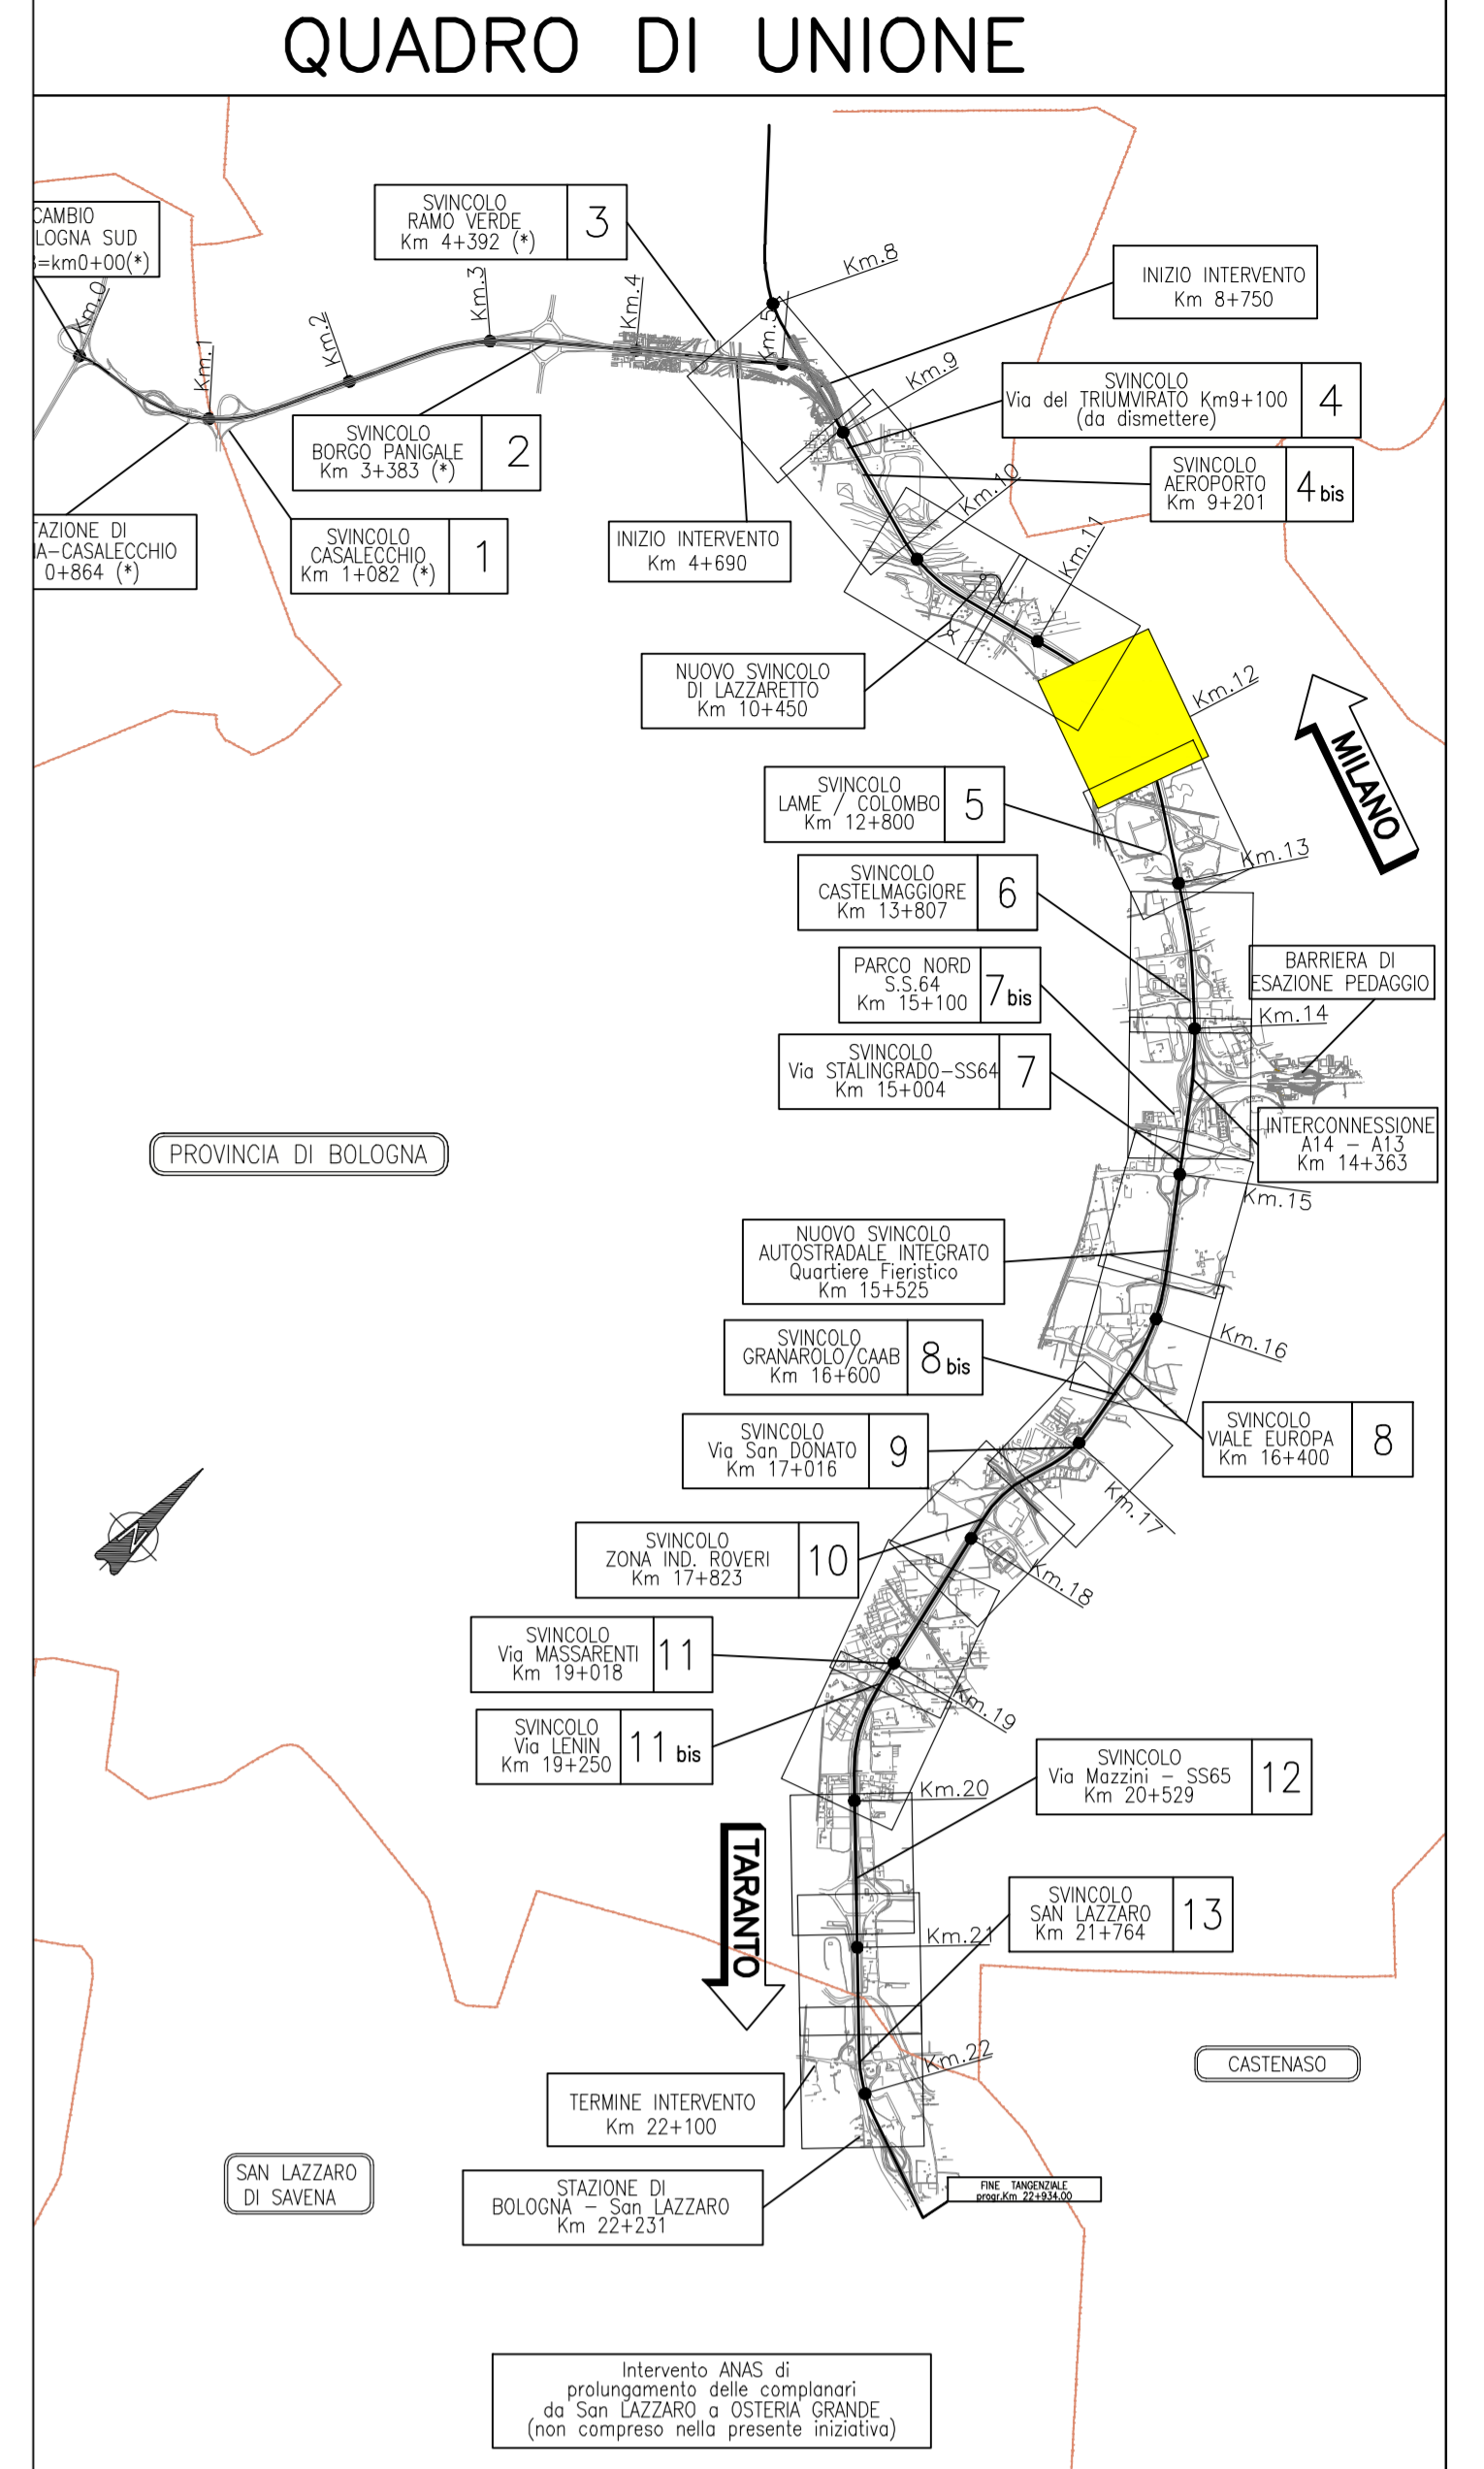 QUADRO DI UNIONE
CAMBIO
LOGNA SUD
=km0+00(*)
Km.0
Km.1
Km.2
Km.3
Km.4
Km.5
SVINCOLO
RAMO VERDE
Km 4+392 (*)
3
Km.8
INIZIO INTERVENTO
Km 8+750
Km.9
SVINCOLO
Via del TRIUMVIRATO Km9+100
(da dismettere)
4
SVINCOLO
BORGO PANIGALE
Km 3+383 (*)
2
SVINCOLO
AEROPORTO
Km 9+201
4 bis
TAZIONE DI
A-CASALECCHIO
0+864 (*)
SVINCOLO
CASALECCHIO
Km 1+082 (*)
1
INIZIO INTERVENTO
Km 4+690
Km.10
Km.11
NUOVO SVINCOLO
DI LAZZARETTO
Km 10+450
Km.12
MILANO
SVINCOLO
LAME / COLOMBO
Km 12+800
5
Km.13
SVINCOLO
CASTELMAGGIORE
Km 13+807
6
PARCO NORD
S.S.64
Km 15+100
7 bis
BARRIERA DI
ESAZIONE PEDAGGIO
Km.14
SVINCOLO
Via STALINGRADO-SS64
Km 15+004
7
INTERCONNESSIONE
A14 - A13
Km 14+363
PROVINCIA DI BOLOGNA
Km.15
NUOVO SVINCOLO
AUTOSTRADALE INTEGRATO
Quartiere Fieristico
Km 15+525
Km.16
SVINCOLO
GRANAROLO/CAAB
Km 16+600
8 bis
SVINCOLO
VIALE EUROPA
Km 16+400
8
SVINCOLO
Via San DONATO
Km 17+016
9
Km.17
N
SVINCOLO
ZONA IND. ROVERI
Km 17+823
10
Km.18
SVINCOLO
Via MASSARENTI
Km 19+018
11
Km.19
SVINCOLO
Via LENIN
Km 19+250
11 bis
SVINCOLO
Via Mazzini - SS65
Km 20+529
12
Km.20
TARANTO
SVINCOLO
SAN LAZZARO
Km 21+764
13
Km.21
Km.22
CASTENASO
TERMINE INTERVENTO
Km 22+100
SAN LAZZARO
DI SAVENA
STAZIONE DI
BOLOGNA - San LAZZARO
Km 22+231
FINE TANGENZIALE
progr.Km 22+934.00
Intervento ANAS di
prolungamento delle complanari
da San LAZZARO a OSTERIA GRANDE
(non compreso nella presente iniziativa)